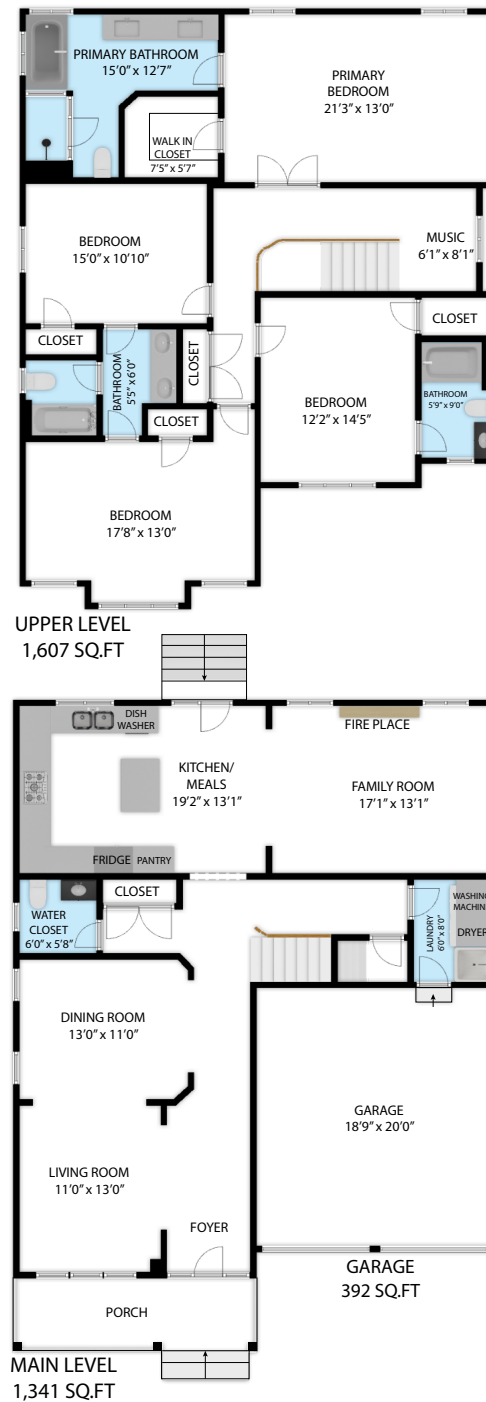 PRIMARY BATHROOM
15'0" x 12'7"
PRIMARY
BEDROOM
21'3" x 13'0"
WALK IN
CLOSET
7'5" x 5'7"
BEDROOM
15'0" x 10'10"
MUSIC
6'1" x 8'1"
CLOSET
CLOSET
BATHROOM
5'5" x 6'0"
CLOSET
CLOSET
BEDROOM
12'2" x 14'5"
BATHROOM
5'9" x 9'0"
BEDROOM
17'8" x 13'0"
UPPER LEVEL
1,607 SQ.FT
DISH
WASHER
FIRE PLACE
KITCHEN/
MEALS
19'2" x 13'1"
FAMILY ROOM
17'1" x 13'1"
FRIDGE
PANTRY
CLOSET
WATER
CLOSET
6'0" x 5'8"
LAUNDRY
6'0" x 8'0"
WASHING
MACHIN
DRYER
DINING ROOM
13'0" x 11'0"
GARAGE
18'9" x 20'0"
LIVING ROOM
11'0" x 13'0"
FOYER
GARAGE
392 SQ.FT
PORCH
MAIN LEVEL
1,341 SQ.FT